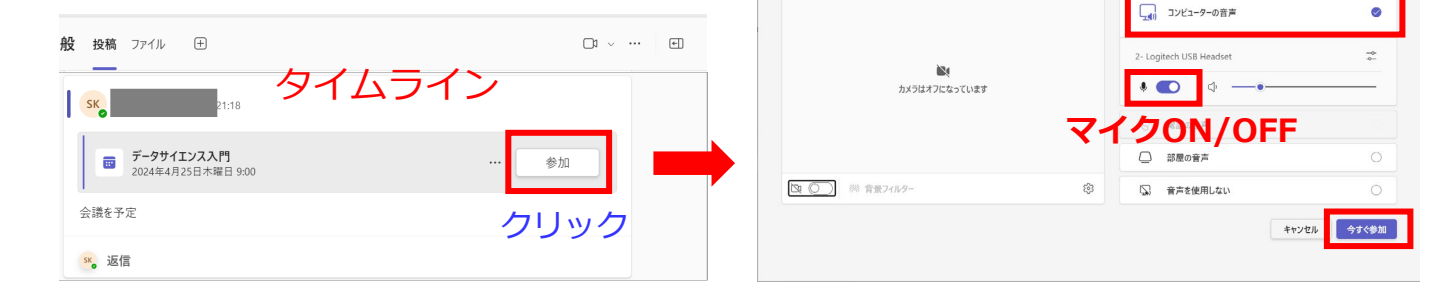 般 投稿 ファイル
タイムライン
SK 21:18
データサイエンス入門
2024年4月25日木曜日 9:00
参加
会議を予定
クリック
SK 返信
コンピューターの音声
2- Logitech USB Headset
カメラはオフになっています
マイクON/OFF
部屋の音声
背景フィルター
音声を使用しない
キャンセル 今すぐ参加